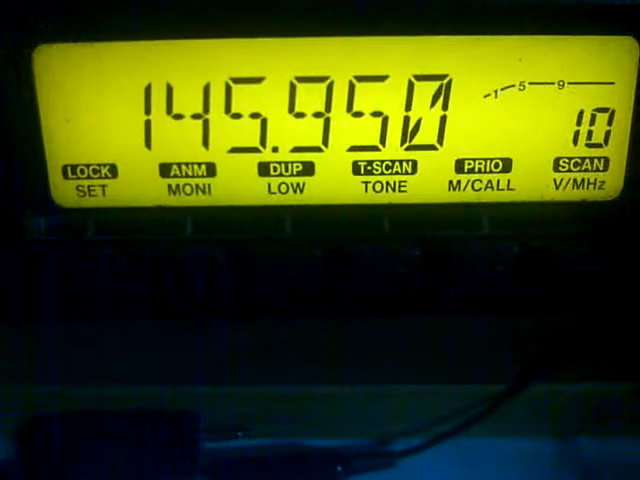 145.950
1 5 9
10
LOCK ANM DUP T-SCAN PRIO SCAN
SET MONI LOW TONE M/CALL V/MHz